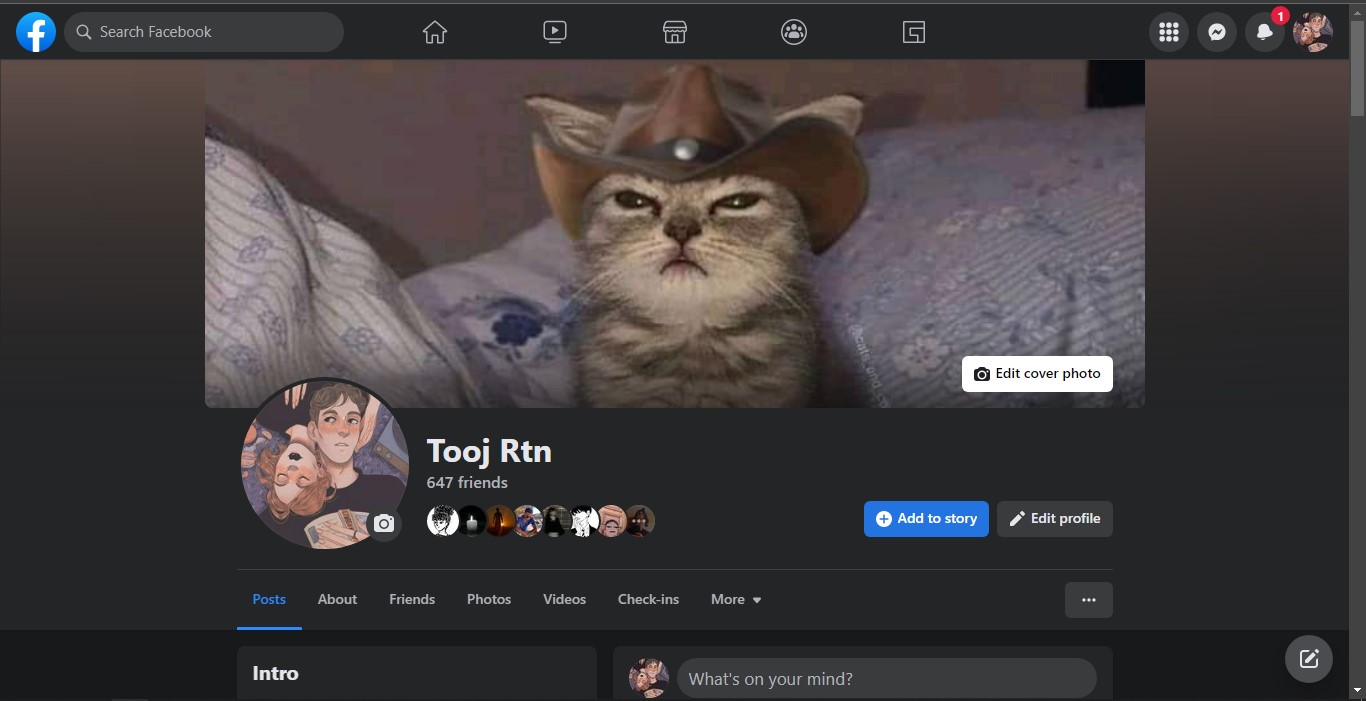 Search Facebook
1
Edit cover photo
Tooj Rtn
647 friends
Add to story
Edit profile
Posts
About
Friends
Photos
Videos
Check-ins
More
Intro
What's on your mind?